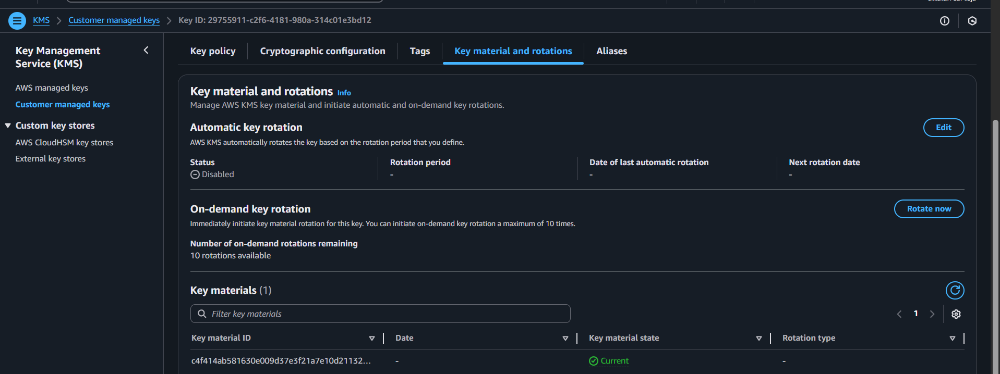 KMS
Customer managed keys
Key ID: 29755911-c2f6-4181-980a-314c01e3bd12
Key Management
Service (KMS)
AWS managed keys
Customer managed keys
Custom key stores
AWS CloudHSM key stores
External key stores
Key policy
Cryptographic configuration
Tags
Key material and rotations
Aliases
Key material and rotations Info
Manage AWS KMS key material and initiate automatic and on-demand key rotations.
Automatic key rotation
Edit
AWS KMS automatically rotates the key based on the rotation period that you define.
Status
Disabled
Rotation period
-
Date of last automatic rotation
-
Next rotation date
-
On-demand key rotation
Rotate now
Immediately initiate key material rotation for this key. You can initiate on-demand key rotation a maximum of 10 times.
Number of on-demand rotations remaining
10 rotations available
Key materials (1)
Filter key materials
1
Key material ID
Date
Key material state
Rotation type
c4f414ab581630e009d37e3f21a7e10d21132...
-
Current
-